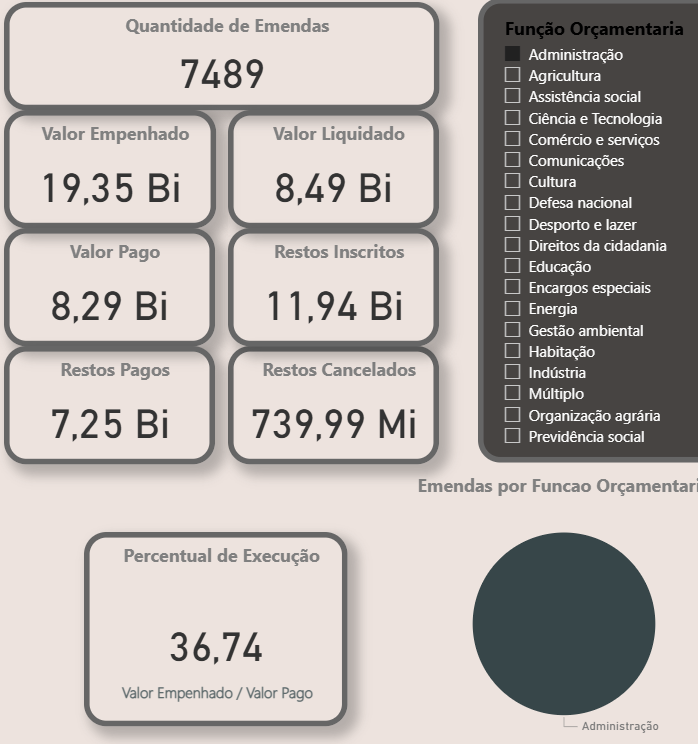 Quantidade de Emendas
7489
Valor Empenhado
19,35 Bi
Valor Liquidado
8,49 Bi
Valor Pago
8,29 Bi
Restos Inscritos
11,94 Bi
Restos Pagos
7,25 Bi
Restos Cancelados
739,99 Mi
Função Orçamentaria
Administração
Agricultura
Assistência social
Ciência e Tecnologia
Comércio e serviços
Comunicações
Cultura
Defesa nacional
Desporto e lazer
Direitos da cidadania
Educação
Encargos especiais
Energia
Gestão ambiental
Habitação
Indústria
Múltiplo
Organização agrária
Previdência social
Percentual de Execução
36,74
Valor Empenhado / Valor Pago
Emendas por Funcao Orçamentari
Administração